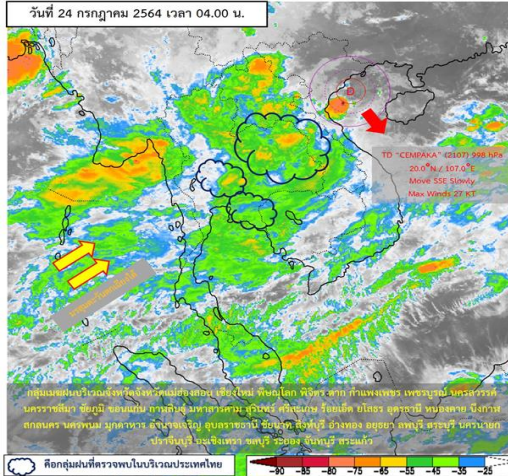 วันที่ 24 กรกฎาคม 2564 เวลา 04.00 น.
TD "CEMPAKA" (2107) 998 hPa
20.0°N / 107.0°E
Move SSE Slowly
Max Winds 27 KT
กลุ่มเมฆฝนบริเวณจังหวัดจังหวัดแม่ฮ่องสอน เชียงใหม่ พิษณุโลก พิจิตร ตาก กำแพงเพชร เพชรบูรณ์ นครสวรรค์
นครราชสีมา ชัยภูมิ ขอนแก่น กาฬสินธุ์ มหาสารคาม สุรินทร์ ศรีสะเกษ ร้อยเอ็ด ยโสธร อุดรธานี หนองคาย บึงกาฬ
สกลนคร นครพนม มุกดาหาร อำนาจเจริญ อุบลราชธานี ชัยนาท สิงห์บุรี อ่างทอง อยุธยา ลพบุรี สระบุรี นครนายก
ปราจีนบุรี ฉะเชิงเทรา ชลบุรี ระยอง จันทบุรี สระแก้ว
คือกลุ่มฝนที่ตรวจพบในบริเวณประเทศไทย
-90 -85 -80 -75 -70 -65 -55 -45 -35 -25